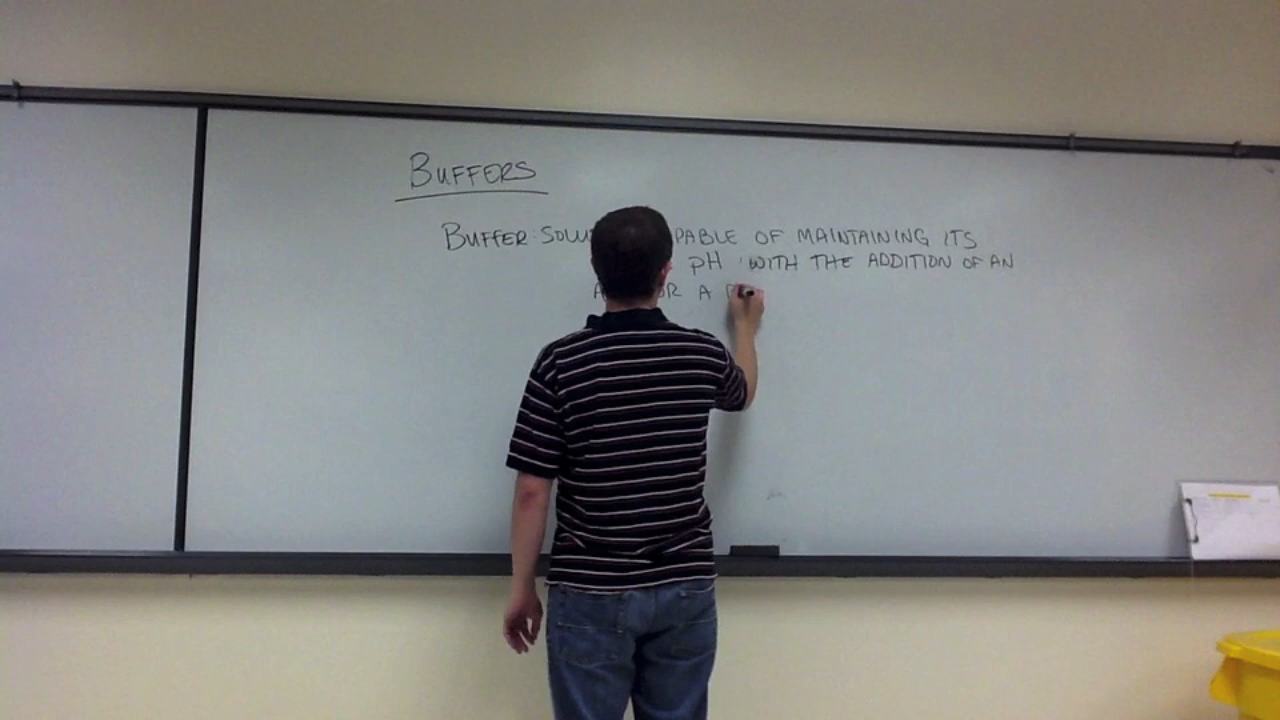 BUFFERS
BUFFER: SOLU PABLE OF MAINTAINING ITS
pH WITH THE ADDITION OF AN
A OR A B